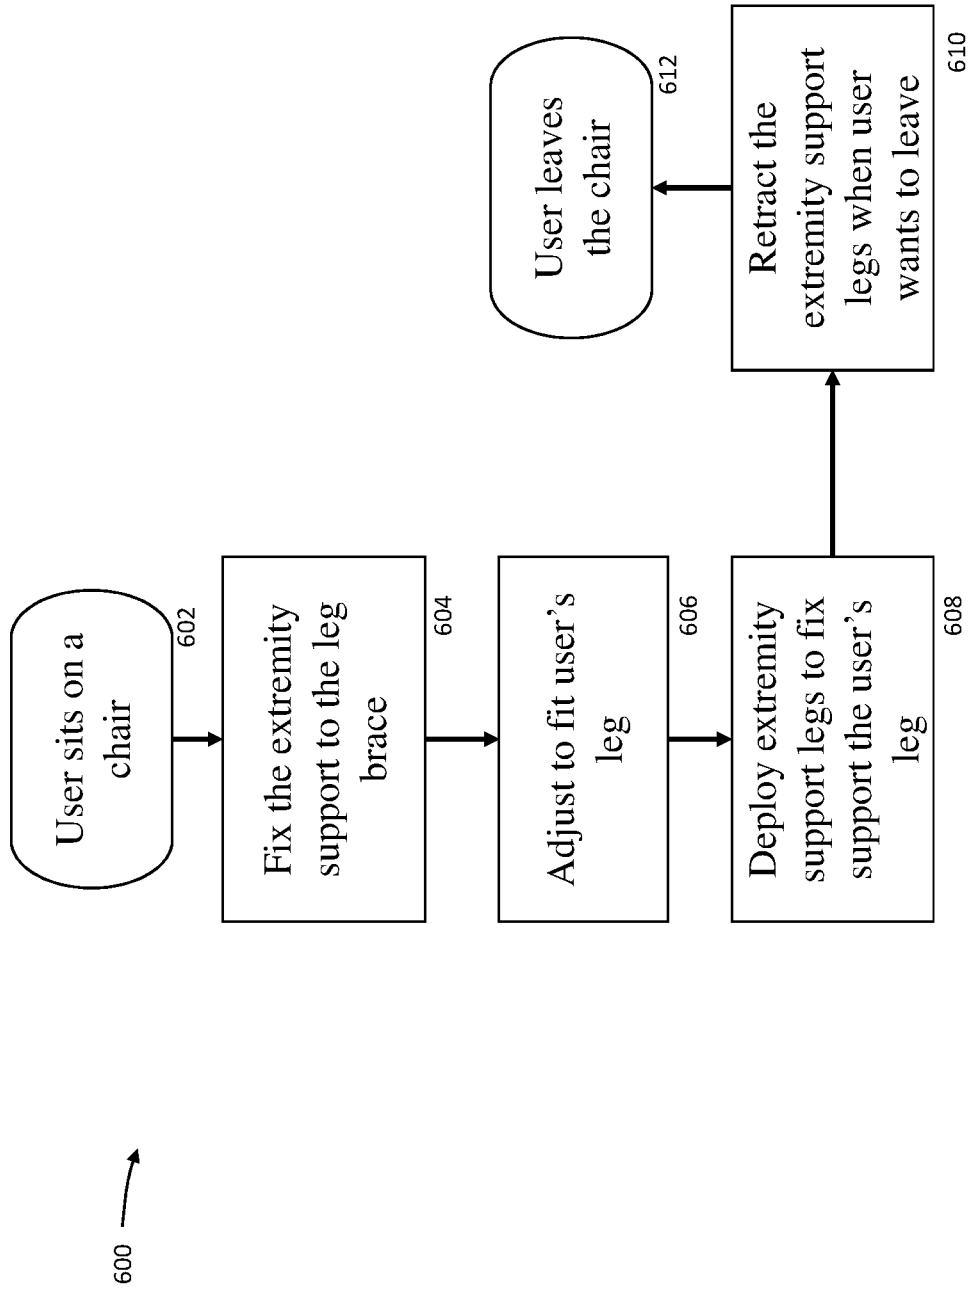 600
User sits on a
chair
602
Fix the extremity
support to the leg
brace
604
Adjust to fit user’s
leg
606
Deploy extremity
support legs to fix
support the user’s
leg
608
Retract the
extremity support
legs when user
wants to leave
610
User leaves
the chair
612